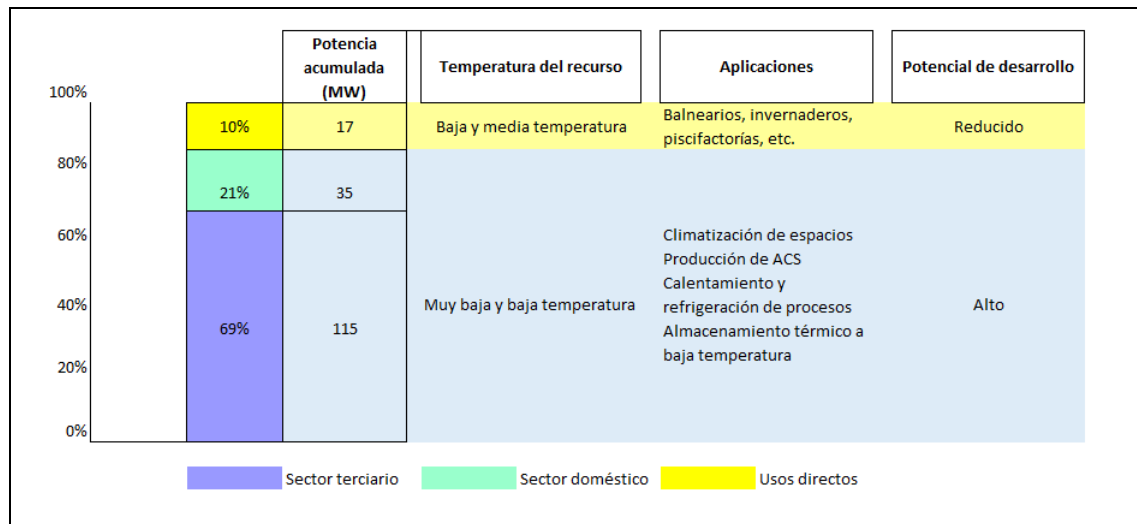 Potencia
acumulada
(MW)
Temperatura del recurso
Aplicaciones
Potencial de desarrollo
100%
10%
17
Baja y media temperatura
Balnearios, invernaderos,
piscifactorías, etc.
Reducido
80%
21%
35
60%
Climatización de espacios
Producción de ACS
Calentamiento y
refrigeración de procesos
Almacenamiento térmico a
baja temperatura
40%
Muy baja y baja temperatura
Alto
69%
115
20%
0%
Sector terciario
Sector doméstico
Usos directos